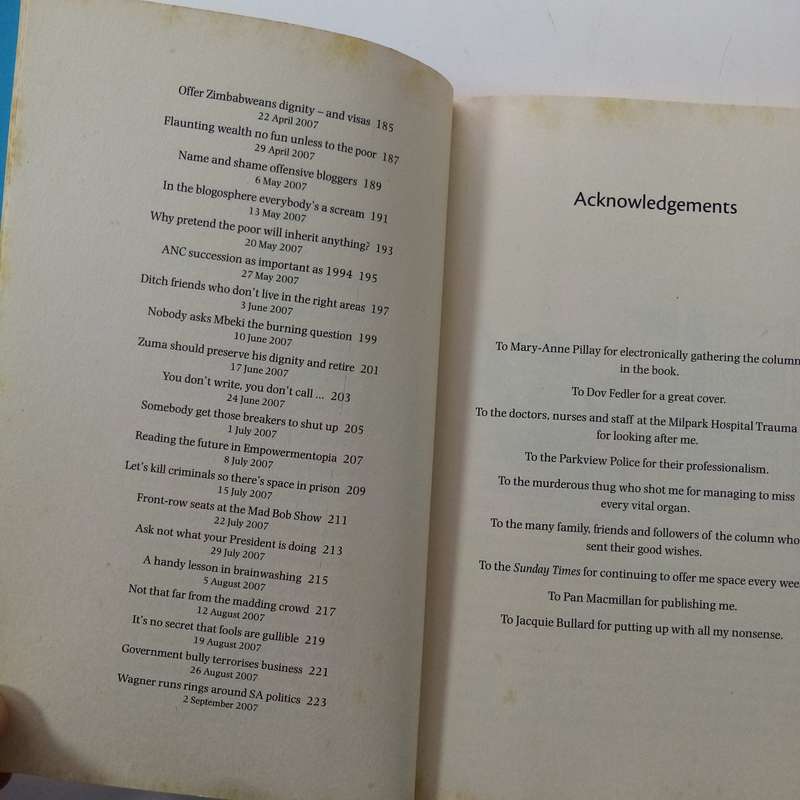 Offer Zimbabweans dignity – and visas 185
22 April 2007
Flaunting wealth no fun unless to the poor 187
29 April 2007
Name and shame offensive bloggers 189
6 May 2007
In the blogosphere everybody's a scream 191
13 May 2007
Why pretend the poor will inherit anything? 193
20 May 2007
ANC succession as important as 1994 195
27 May 2007
Ditch friends who don't live in the right areas 197
3 June 2007
Nobody asks Mbeki the burning question 199
10 June 2007
Zuma should preserve his dignity and retire 201
17 June 2007
You don't write, you don't call ... 203
24 June 2007
Somebody get those breakers to shut up 205
1 July 2007
Reading the future in Empowermentopia 207
8 July 2007
Let's kill criminals so there's space in prison 209
15 July 2007
Front-row seats at the Mad Bob Show 211
22 July 2007
Ask not what your President is doing 213
29 July 2007
A handy lesson in brainwashing 215
5 August 2007
Not that far from the madding crowd 217
12 August 2007
It's no secret that fools are gullible 219
19 August 2007
Government bully terrorises business 221
26 August 2007
Wagner runs rings around SA politics 223
2 September 2007
Acknowledgements
To Mary-Anne Pillay for electronically gathering the column
in the book.
To Dov Fedler for a great cover.
To the doctors, nurses and staff at the Milpark Hospital Trauma
for looking after me.
To the Parkview Police for their professionalism.
To the murderous thug who shot me for managing to miss
every vital organ.
To the many family, friends and followers of the column who
sent their good wishes.
To the Sunday Times for continuing to offer me space every wee
To Pan Macmillan for publishing me.
To Jacquie Bullard for putting up with all my nonsense.